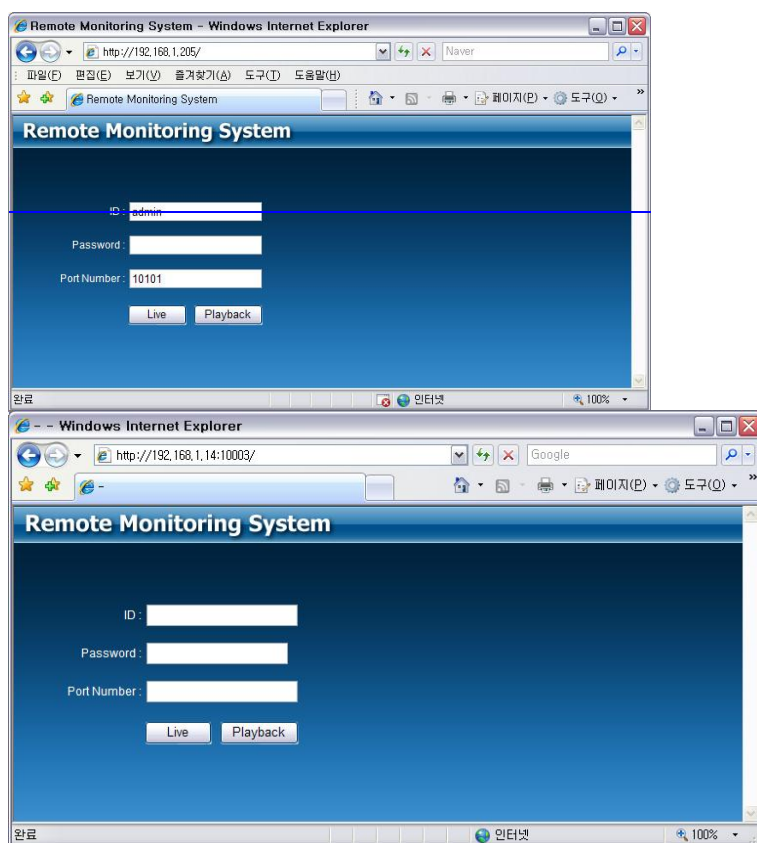 Remote Monitoring System - Windows Internet Explorer
http://192,168,1,205/ Naver
파일(F) 편집(E) 보기(V) 즐겨찾기(A) 도구(T) 도움말(H)
Remote Monitoring System 페이지(P) 도구(O) »
Remote Monitoring System
ID : admin
Password :
Port Number : 10101
Live Playback
완료 인터넷 100%
- - Windows Internet Explorer
http://192,168,1,14:10003/ Google
- 페이지(P) 도구(O) »
Remote Monitoring System
ID :
Password :
Port Number :
Live Playback
완료 인터넷 100%